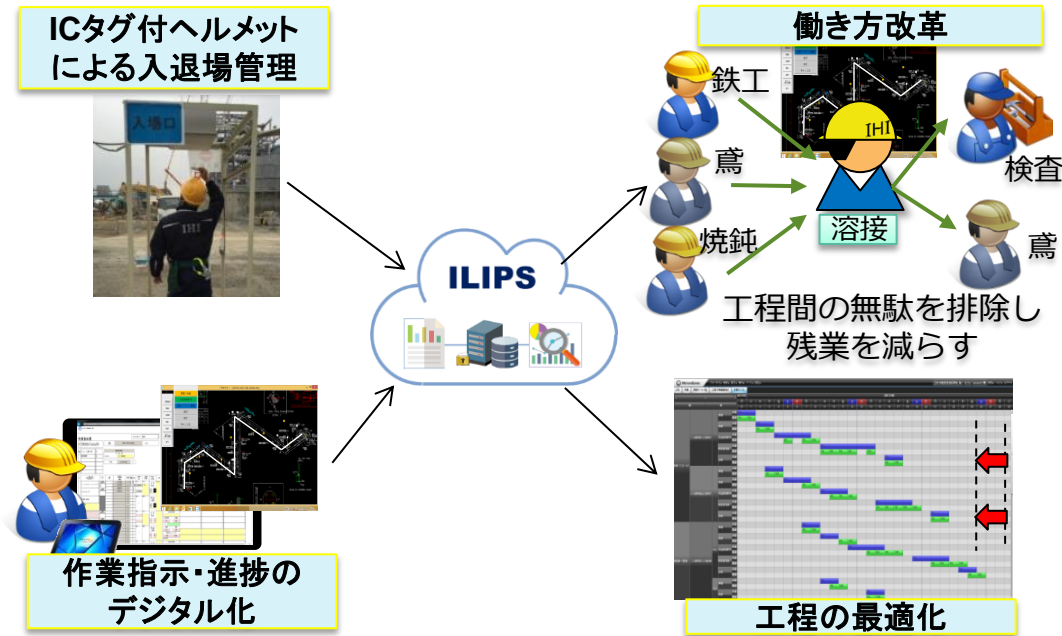 ICタグ付ヘルメット
による入退場管理
入場口
IHI
働き方改革
鉄工
鳶
焼鈍
IHI
溶接
検査
鳶
工程間の無駄を排除し
残業を減らす
ILIPS
作業指示・進捗の
デジタル化
工程の最適化